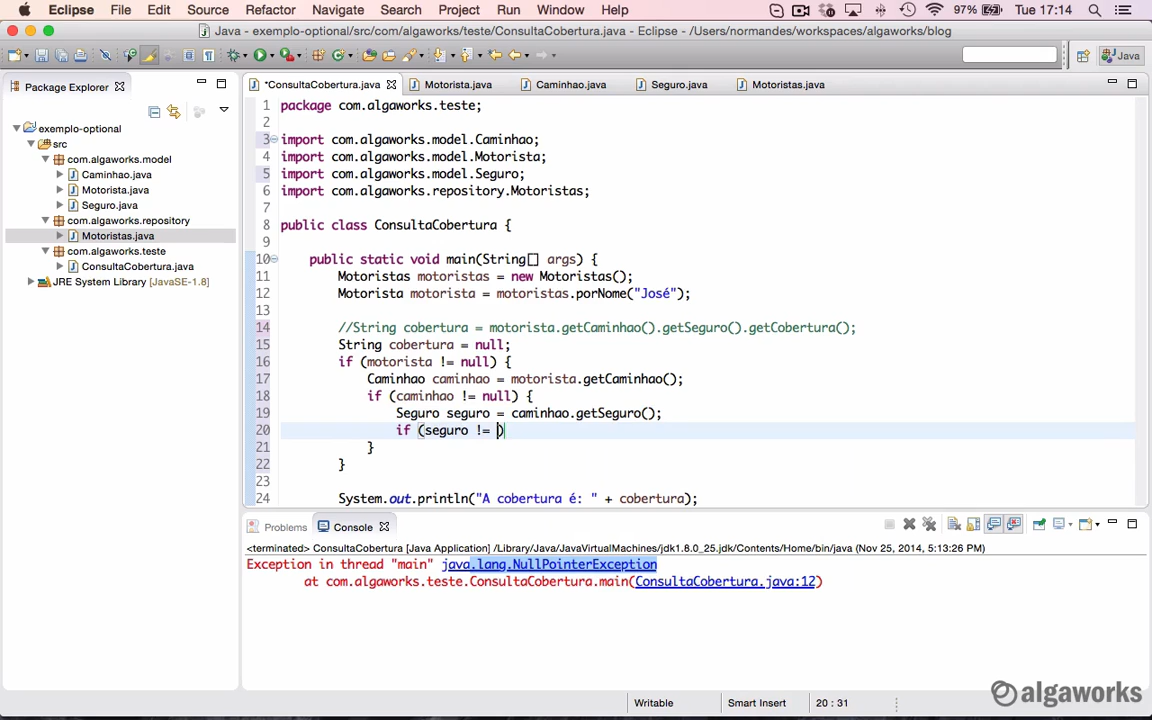 Eclipse File Edit Source Refactor Navigate Search Project Run Window Help 97% Tue 17:14
Java - exemplo-optional/src/com/algaworks/teste/ConsultaCobertura.java - Eclipse - /Users/normandes/workspaces/algaworks/blog
Java
Package Explorer
*ConsultaCobertura.java Motorista.java Caminhao.java Seguro.java Motoristas.java
exemplo-optional
src
com.algaworks.model
Caminhao.java
Motorista.java
Seguro.java
com.algaworks.repository
Motoristas.java
com.algaworks.teste
ConsultaCobertura.java
JRE System Library [JavaSE-1.8]
1 package com.algaworks.teste;
2
3 import com.algaworks.model.Caminhao;
4 import com.algaworks.model.Motorista;
5 import com.algaworks.model.Seguro;
6 import com.algaworks.repository.Motoristas;
7
8 public class ConsultaCobertura {
9
10 public static void main(String[] args) {
11 Motoristas motoristas = new Motoristas();
12 Motorista motorista = motoristas.porNome("José");
13
14 //String cobertura = motorista.getCaminhao().getSeguro().getCobertura();
15 String cobertura = null;
16 if (motorista != null) {
17 Caminhao caminhao = motorista.getCaminhao();
18 if (caminhao != null) {
19 Seguro seguro = caminhao.getSeguro();
20 if (seguro != )
21 }
22 }
23
24 System.out.println("A cobertura é: " + cobertura);
Problems Console
<terminated> ConsultaCobertura [Java Application] /Library/Java/JavaVirtualMachines/jdk1.8.0_25.jdk/Contents/Home/bin/java (Nov 25, 2014, 5:13:26 PM)
Exception in thread "main" java.lang.NullPointerException
at com.algaworks.teste.ConsultaCobertura.main(ConsultaCobertura.java:12)
algaworks
Writable Smart Insert 20 : 31